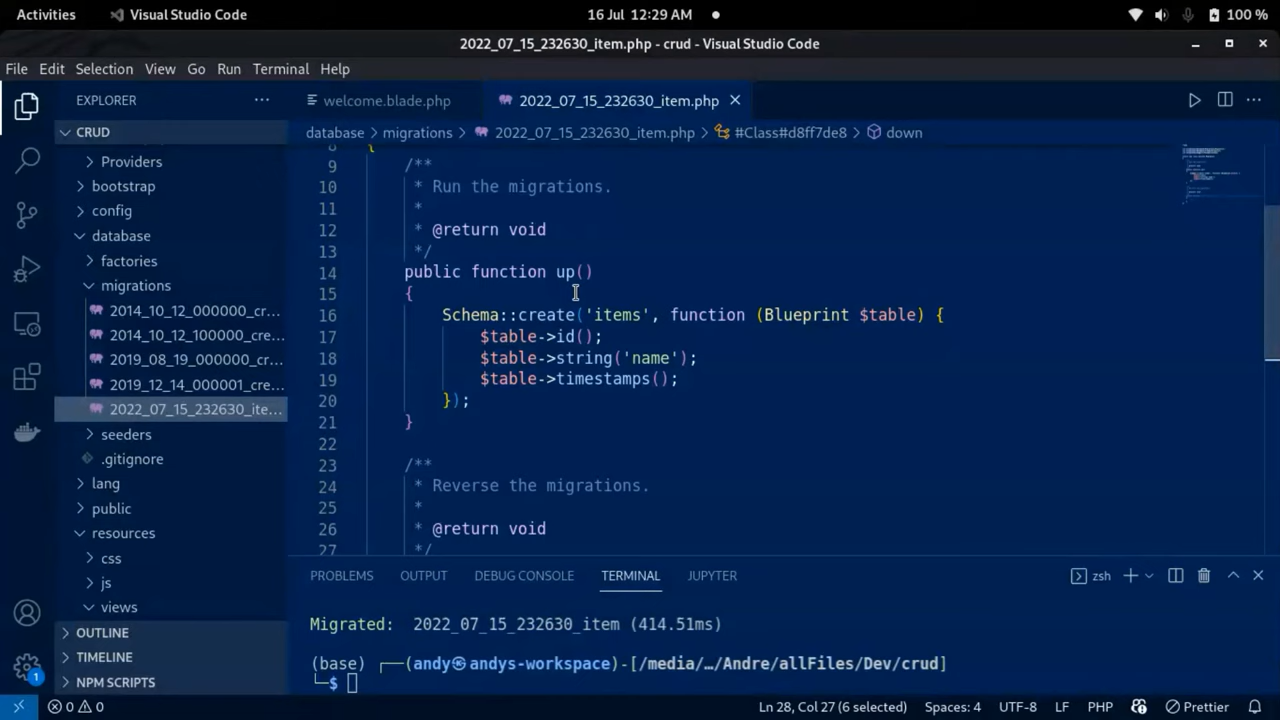 Activities Visual Studio Code 16 Jul 12:29 AM 100 %
2022_07_15_232630_item.php - crud - Visual Studio Code
File Edit Selection View Go Run Terminal Help
EXPLORER ... welcome.blade.php 2022_07_15_232630_item.php
CRUD
database > migrations > 2022_07_15_232630_item.php > #Class#d8ff7de8 > down
Providers
bootstrap
config
database
factories
migrations
2014_10_12_000000_cr...
2014_10_12_100000_cr...
2019_08_19_000000_cr...
2019_12_14_000001_cre...
2022_07_15_232630_ite...
seeders
.gitignore
lang
public
resources
css
js
views
OUTLINE
TIMELINE
NPM SCRIPTS
1
8 {
9 /**
10 * Run the migrations.
11 *
12 * @return void
13 */
14 public function up()
15 {
16 Schema::create('items', function (Blueprint $table) {
17 $table->id();
18 $table->string('name');
19 $table->timestamps();
20 });
21 }
22
23 /**
24 * Reverse the migrations.
25 *
26 * @return void
27 */
PROBLEMS OUTPUT DEBUG CONSOLE TERMINAL JUPYTER zsh
Migrated: 2022_07_15_232630_item (414.51ms)
(base) ┌──(andy㉿andys-workspace)-[/media/…/Andre/allFiles/Dev/crud]
└─$
0 0 Ln 28, Col 27 (6 selected) Spaces: 4 UTF-8 LF PHP Prettier